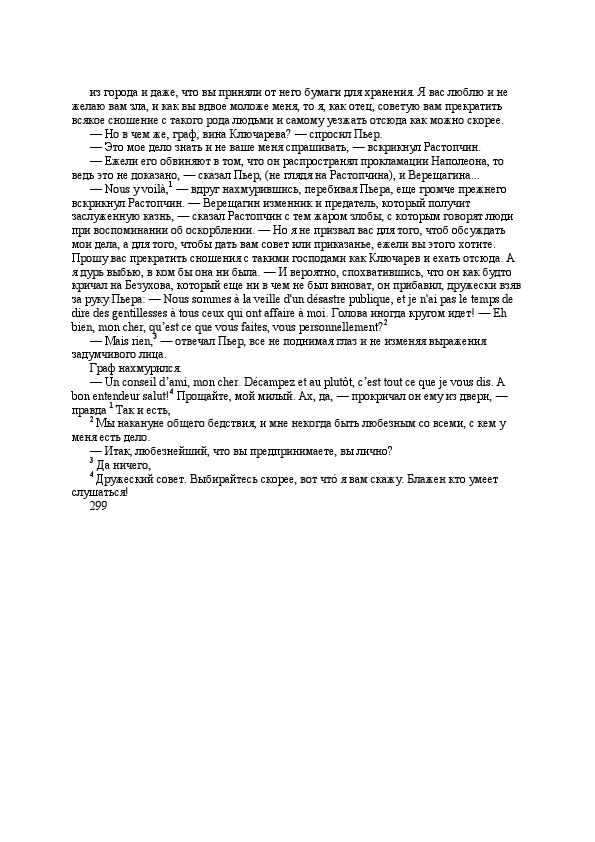 из города и даже, что вы приняли от него бумаги для хранения. Я вас люблю и не
желаю вам зла, и как вы вдвое моложе меня, то я, как отец, советую вам прекратить
всякое сношение с такого рода людьми и самому уезжать отсюда как можно скорее.
— Но в чем же, граф, вина Ключарева? — спросил Пьер.
— Это мое дело знать и не ваше меня спрашивать, — вскрикнул Растопчин.
— Ежели его обвиняют в том, что он распространял прокламации Наполеона, то
ведь это не доказано, — сказал Пьер, (не глядя на Растопчина), и Верещагина...
— Nous y voilà,¹ — вдруг нахмурившись, перебивая Пьера, еще громче прежнего
вскрикнул Растопчин. — Верещагин изменник и предатель, который получит
заслуженную казнь, — сказал Растопчин с тем жаром злобы, с которым говорят люди
при воспоминании об оскорблении. — Но я не призвал вас для того, чтоб обсуждать
мои дела, а для того, чтобы дать вам совет или приказанье, ежели вы этого хотите.
Прошу вас прекратить сношения с такими господами как Ключарев и ехать отсюда. А
я дурь выбью, в ком бы она ни была. — И вероятно, спохватившись, что он как будто
кричал на Безухова, который еще ни в чем не был виноват, он прибавил, дружески взяв
за руку Пьера: — Nous sommes à la veille d'un désastre publique, et je n'ai pas le temps de
dire des gentillesses à tous ceux qui ont affaire à moi. Голова иногда кругом идет! — Eh
bien, mon cher, qu’est ce que vous faites, vous personnellement?²
— Mais rien,³ — отвечал Пьер, все не поднимая глаз и не изменяя выражения
задумчивого лица.
Граф нахмурился.
— Un conseil d’ami, mon cher. Décampez et au plutôt, c’est tout ce que je vous dis. A
bon entendeur salut!⁴ Прощайте, мой милый. Ах, да, — прокричал он ему из двери, —
правда ¹ Так и есть,
² Мы накануне общего бедствия, и мне некогда быть любезным со всеми, с кем у
меня есть дело.
— Итак, любезнейший, что вы предпринимаете, вы лично?
³ Да ничего,
⁴ Дружеский совет. Выбирайтесь скорее, вот чтó я вам скажу. Блажен кто умеет
слушаться!
299